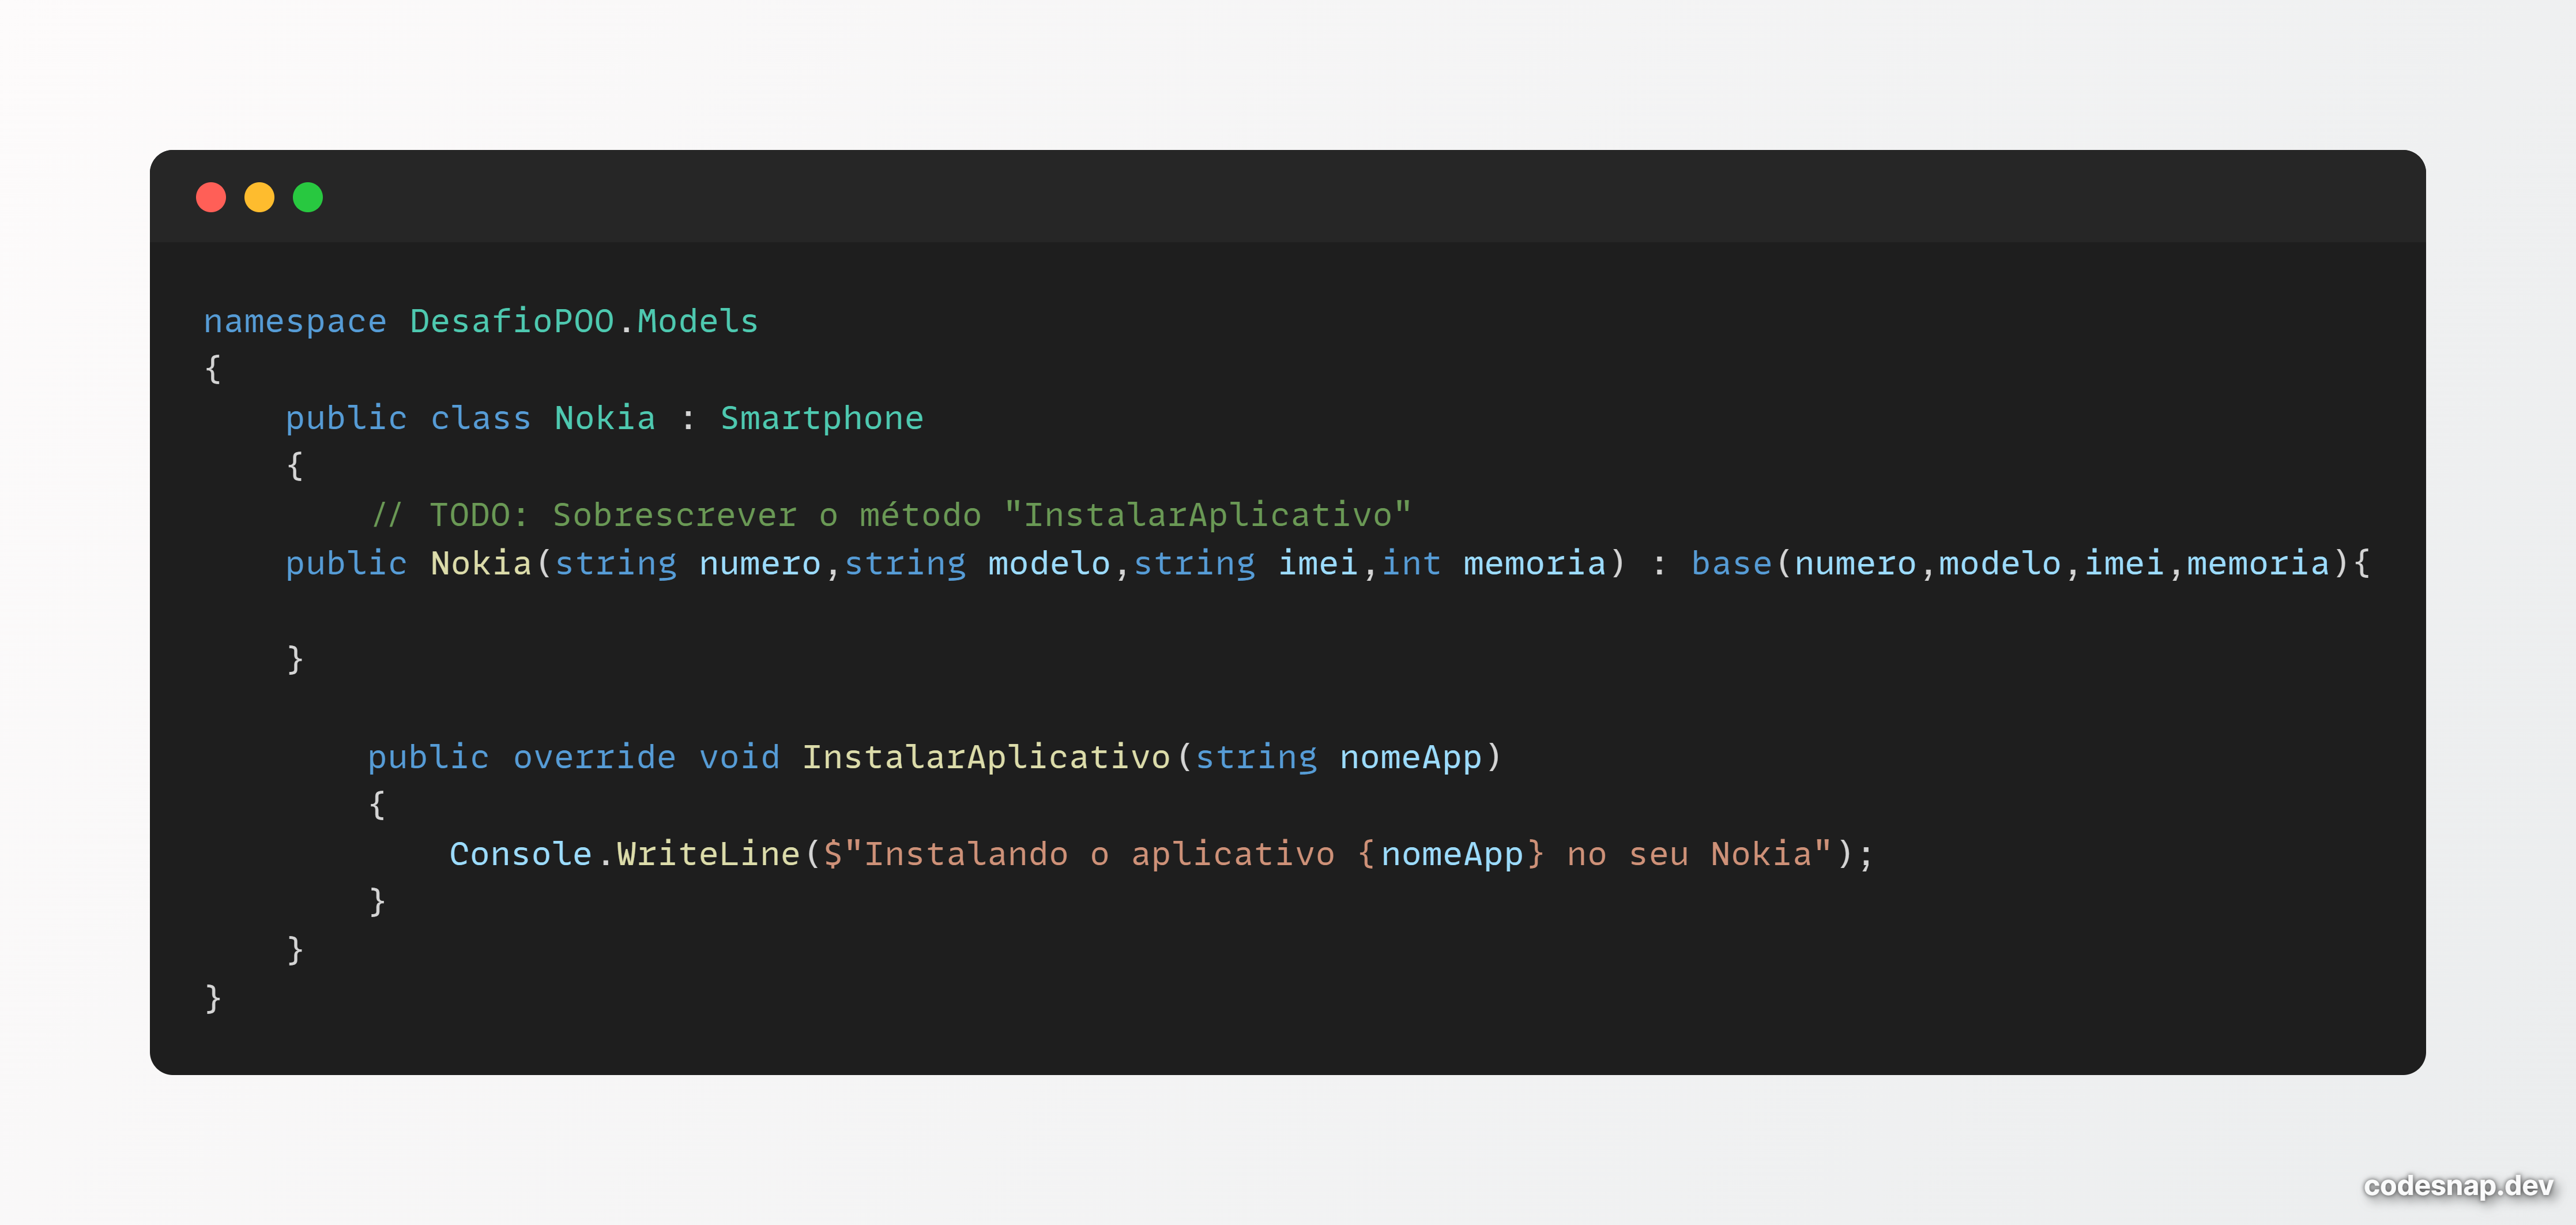 namespace DesafioPOO.Models
{
    public class Nokia : Smartphone
    {
        // TODO: Sobrescrever o método "InstalarAplicativo"
    public Nokia(string numero,string modelo,string imei,int memoria) : base(numero,modelo,imei,memoria){
    }
        public override void InstalarAplicativo(string nomeApp)
        {
            Console.WriteLine($"Instalando o aplicativo {nomeApp} no seu Nokia");
        }
    }
}
codesnap.dev